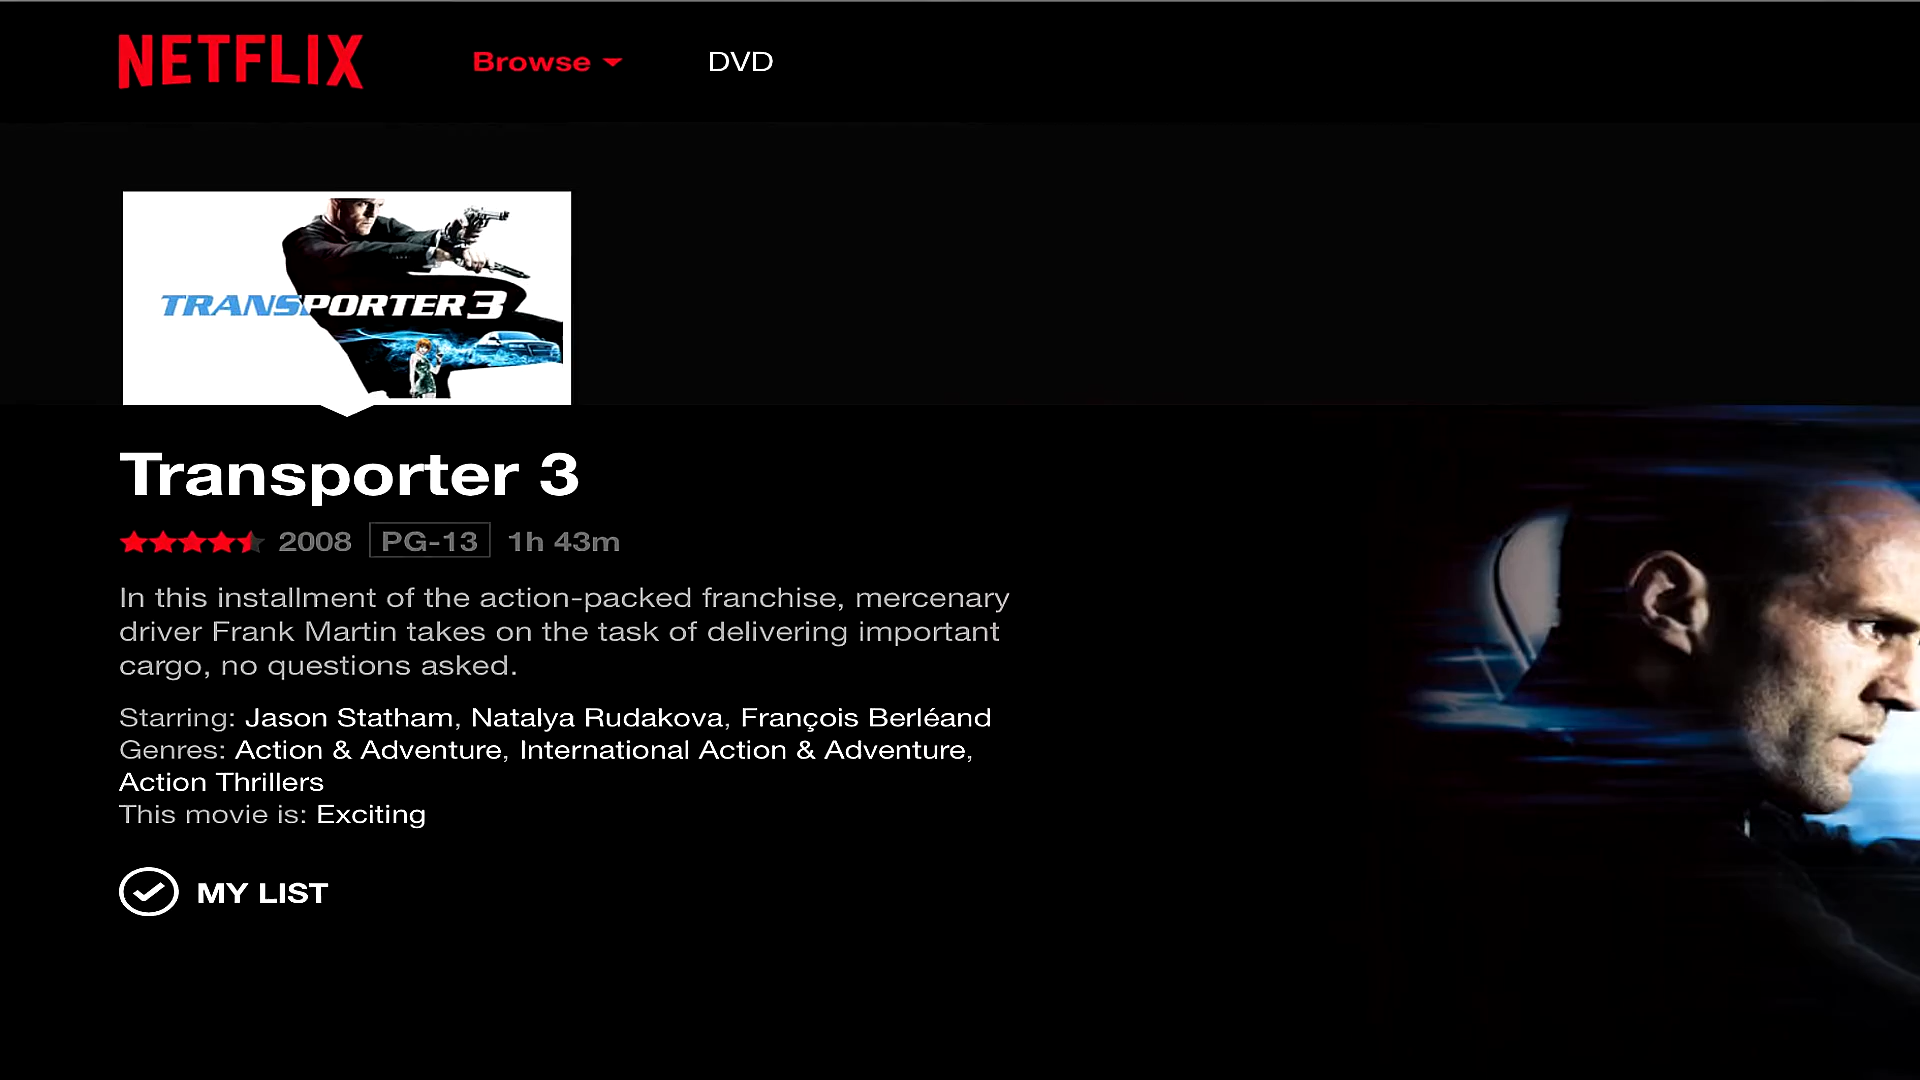 NETFLIX
Browse
DVD
TRANSPORTER 3
Transporter 3
2008 PG-13 1h 43m
In this installment of the action-packed franchise, mercenary
driver Frank Martin takes on the task of delivering important
cargo, no questions asked.
Starring: Jason Statham, Natalya Rudakova, François Berléand
Genres: Action & Adventure, International Action & Adventure,
Action Thrillers
This movie is: Exciting
MY LIST